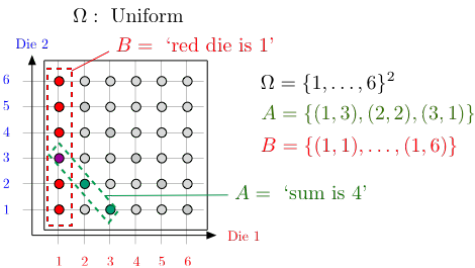 Ω : Uniform
Die 2
B = ‘red die is 1’
6
5
4
3
2
1
Ω = {1, . . . , 6}²
A = {(1, 3), (2, 2), (3, 1)}
B = {(1, 1), . . . , (1, 6)}
A = ‘sum is 4’
Die 1
1 2 3 4 5 6